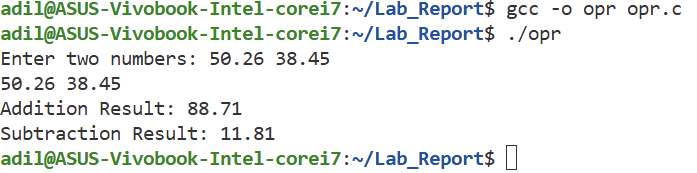 adil@ASUS-Vivobook-Intel-corei7:~/Lab_Report$ gcc -o opr opr.c
adil@ASUS-Vivobook-Intel-corei7:~/Lab_Report$ ./opr
Enter two numbers: 50.26 38.45
50.26 38.45
Addition Result: 88.71
Subtraction Result: 11.81
adil@ASUS-Vivobook-Intel-corei7:~/Lab_Report$